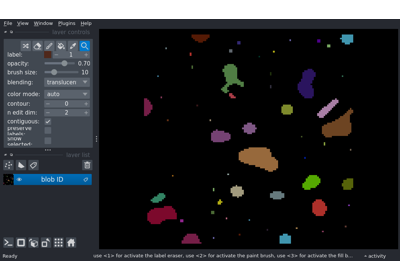 File View Window Plugins Help
layer controls
label: 1
opacity: 0.70
brush size: 10
blending: translucen
color mode: auto
contour: 0
n edit dim: 2
contiguous:
preserve labels:
show selected:
layer list
blob ID
Ready
use <1> for activate the label eraser, use <2> for activate the paint brush, use <3> for activate the fill b...
activity